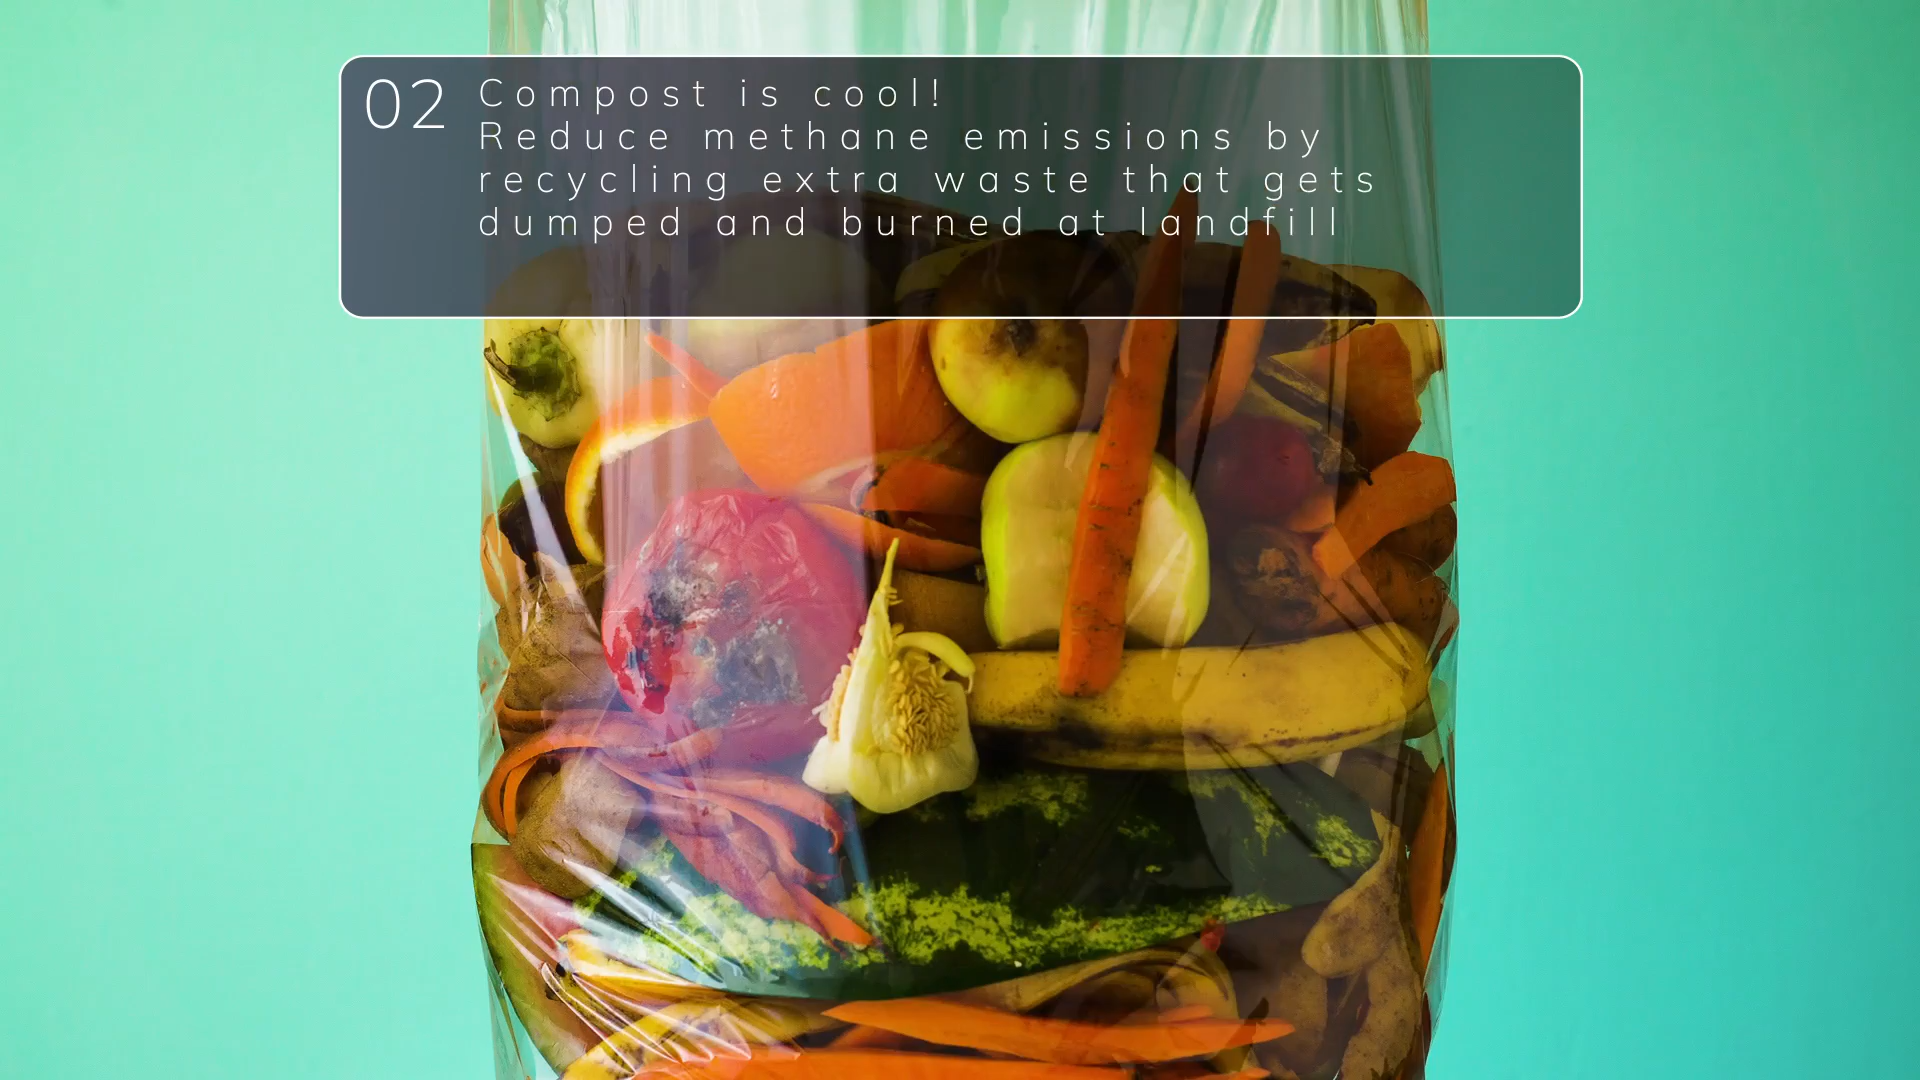 02
Compost is cool!
Reduce methane emissions by
recycling extra waste that gets
dumped and burned at landfill